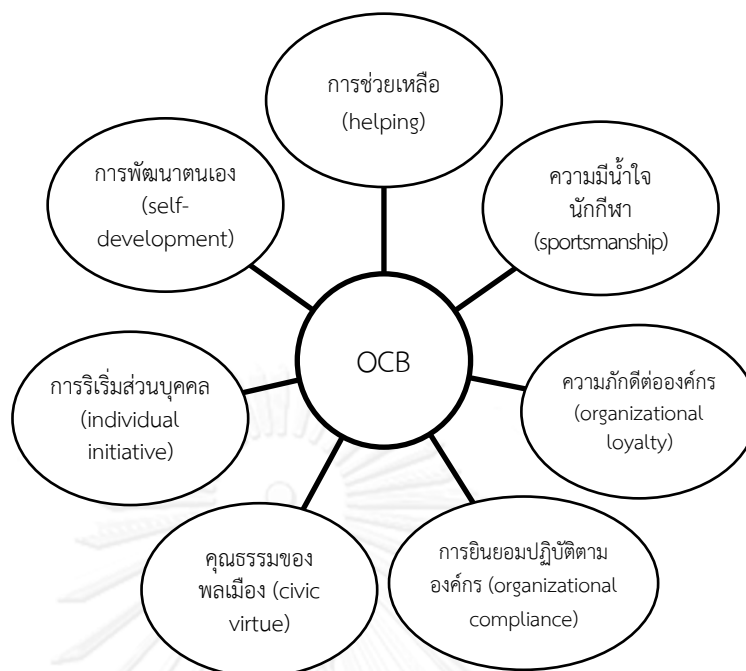 การช่วยเหลือ
(helping)
ความมีน้ำใจ
นักกีฬา
(sportsmanship)
ความภักดีต่อองค์กร
(organizational
loyalty)
การยินยอมปฏิบัติตาม
องค์กร (organizational
compliance)
คุณธรรมของ
พลเมือง (civic
virtue)
การริเริ่มส่วนบุคคล
(individual
initiative)
การพัฒนาตนเอง
(self-
development)
OCB